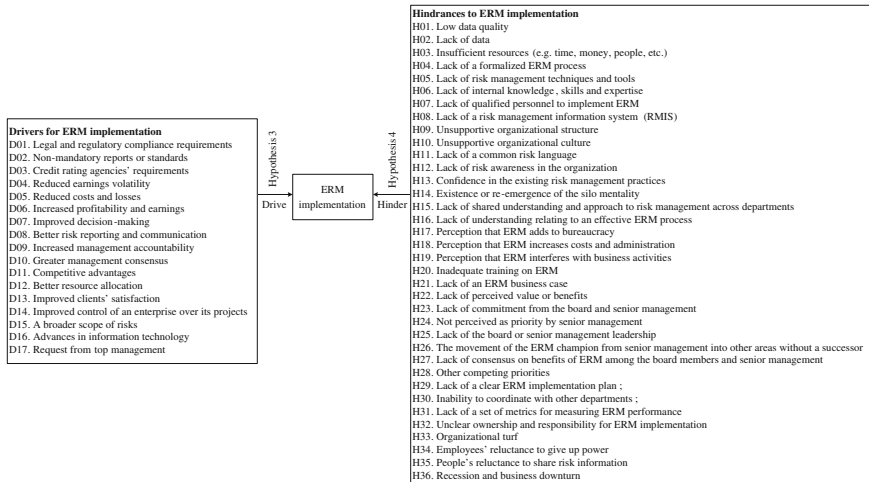 Drivers for ERM implementation
D01. Legal and regulatory compliance requirements
D02. Non-mandatory reports or standards
D03. Credit rating agencies' requirements
D04. Reduced earnings volatility
D05. Reduced costs and losses
D06. Increased profitability and earnings
D07. Improved decision-making
D08. Better risk reporting and communication
D09. Increased management accountability
D10. Greater management consensus
D11. Competitive advantages
D12. Better resource allocation
D13. Improved clients' satisfaction
D14. Improved control of an enterprise over its projects
D15. A broader scope of risks
D16. Advances in information technology
D17. Request from top management
Hypothesis 3
Drive
ERM
implementation
Hypothesis 4
Hinder
Hindrances to ERM implementation
H01. Low data quality
H02. Lack of data
H03. Insufficient resources (e.g. time, money, people, etc.)
H04. Lack of a formalized ERM process
H05. Lack of risk management techniques and tools
H06. Lack of internal knowledge, skills and expertise
H07. Lack of qualified personnel to implement ERM
H08. Lack of a risk management information system (RMIS)
H09. Unsupportive organizational structure
H10. Unsupportive organizational culture
H11. Lack of a common risk language
H12. Lack of risk awareness in the organization
H13. Confidence in the existing risk management practices
H14. Existence or re-emergence of the silo mentality
H15. Lack of shared understanding and approach to risk management across departments
H16. Lack of understanding relating to an effective ERM process
H17. Perception that ERM adds to bureaucracy
H18. Perception that ERM increases costs and administration
H19. Perception that ERM interferes with business activities
H20. Inadequate training on ERM
H21. Lack of an ERM business case
H22. Lack of perceived value or benefits
H23. Lack of commitment from the board and senior management
H24. Not perceived as priority by senior management
H25. Lack of the board or senior management leadership
H26. The movement of the ERM champion from senior management into other areas without a successor
H27. Lack of consensus on benefits of ERM among the board members and senior management
H28. Other competing priorities
H29. Lack of a clear ERM implementation plan ;
H30. Inability to coordinate with other departments ;
H31. Lack of a set of metrics for measuring ERM performance
H32. Unclear ownership and responsibility for ERM implementation
H33. Organizational turf
H34. Employees' reluctance to give up power
H35. People's reluctance to share risk information
H36. Recession and business downturn